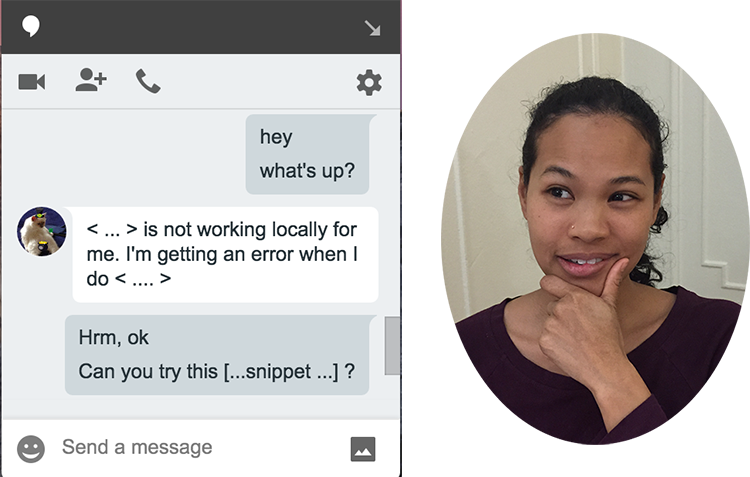 hey
what's up?
< ... > is not working locally for
me. I'm getting an error when I
do < .... >
Hrm, ok
Can you try this [...snippet ...] ?
Send a message